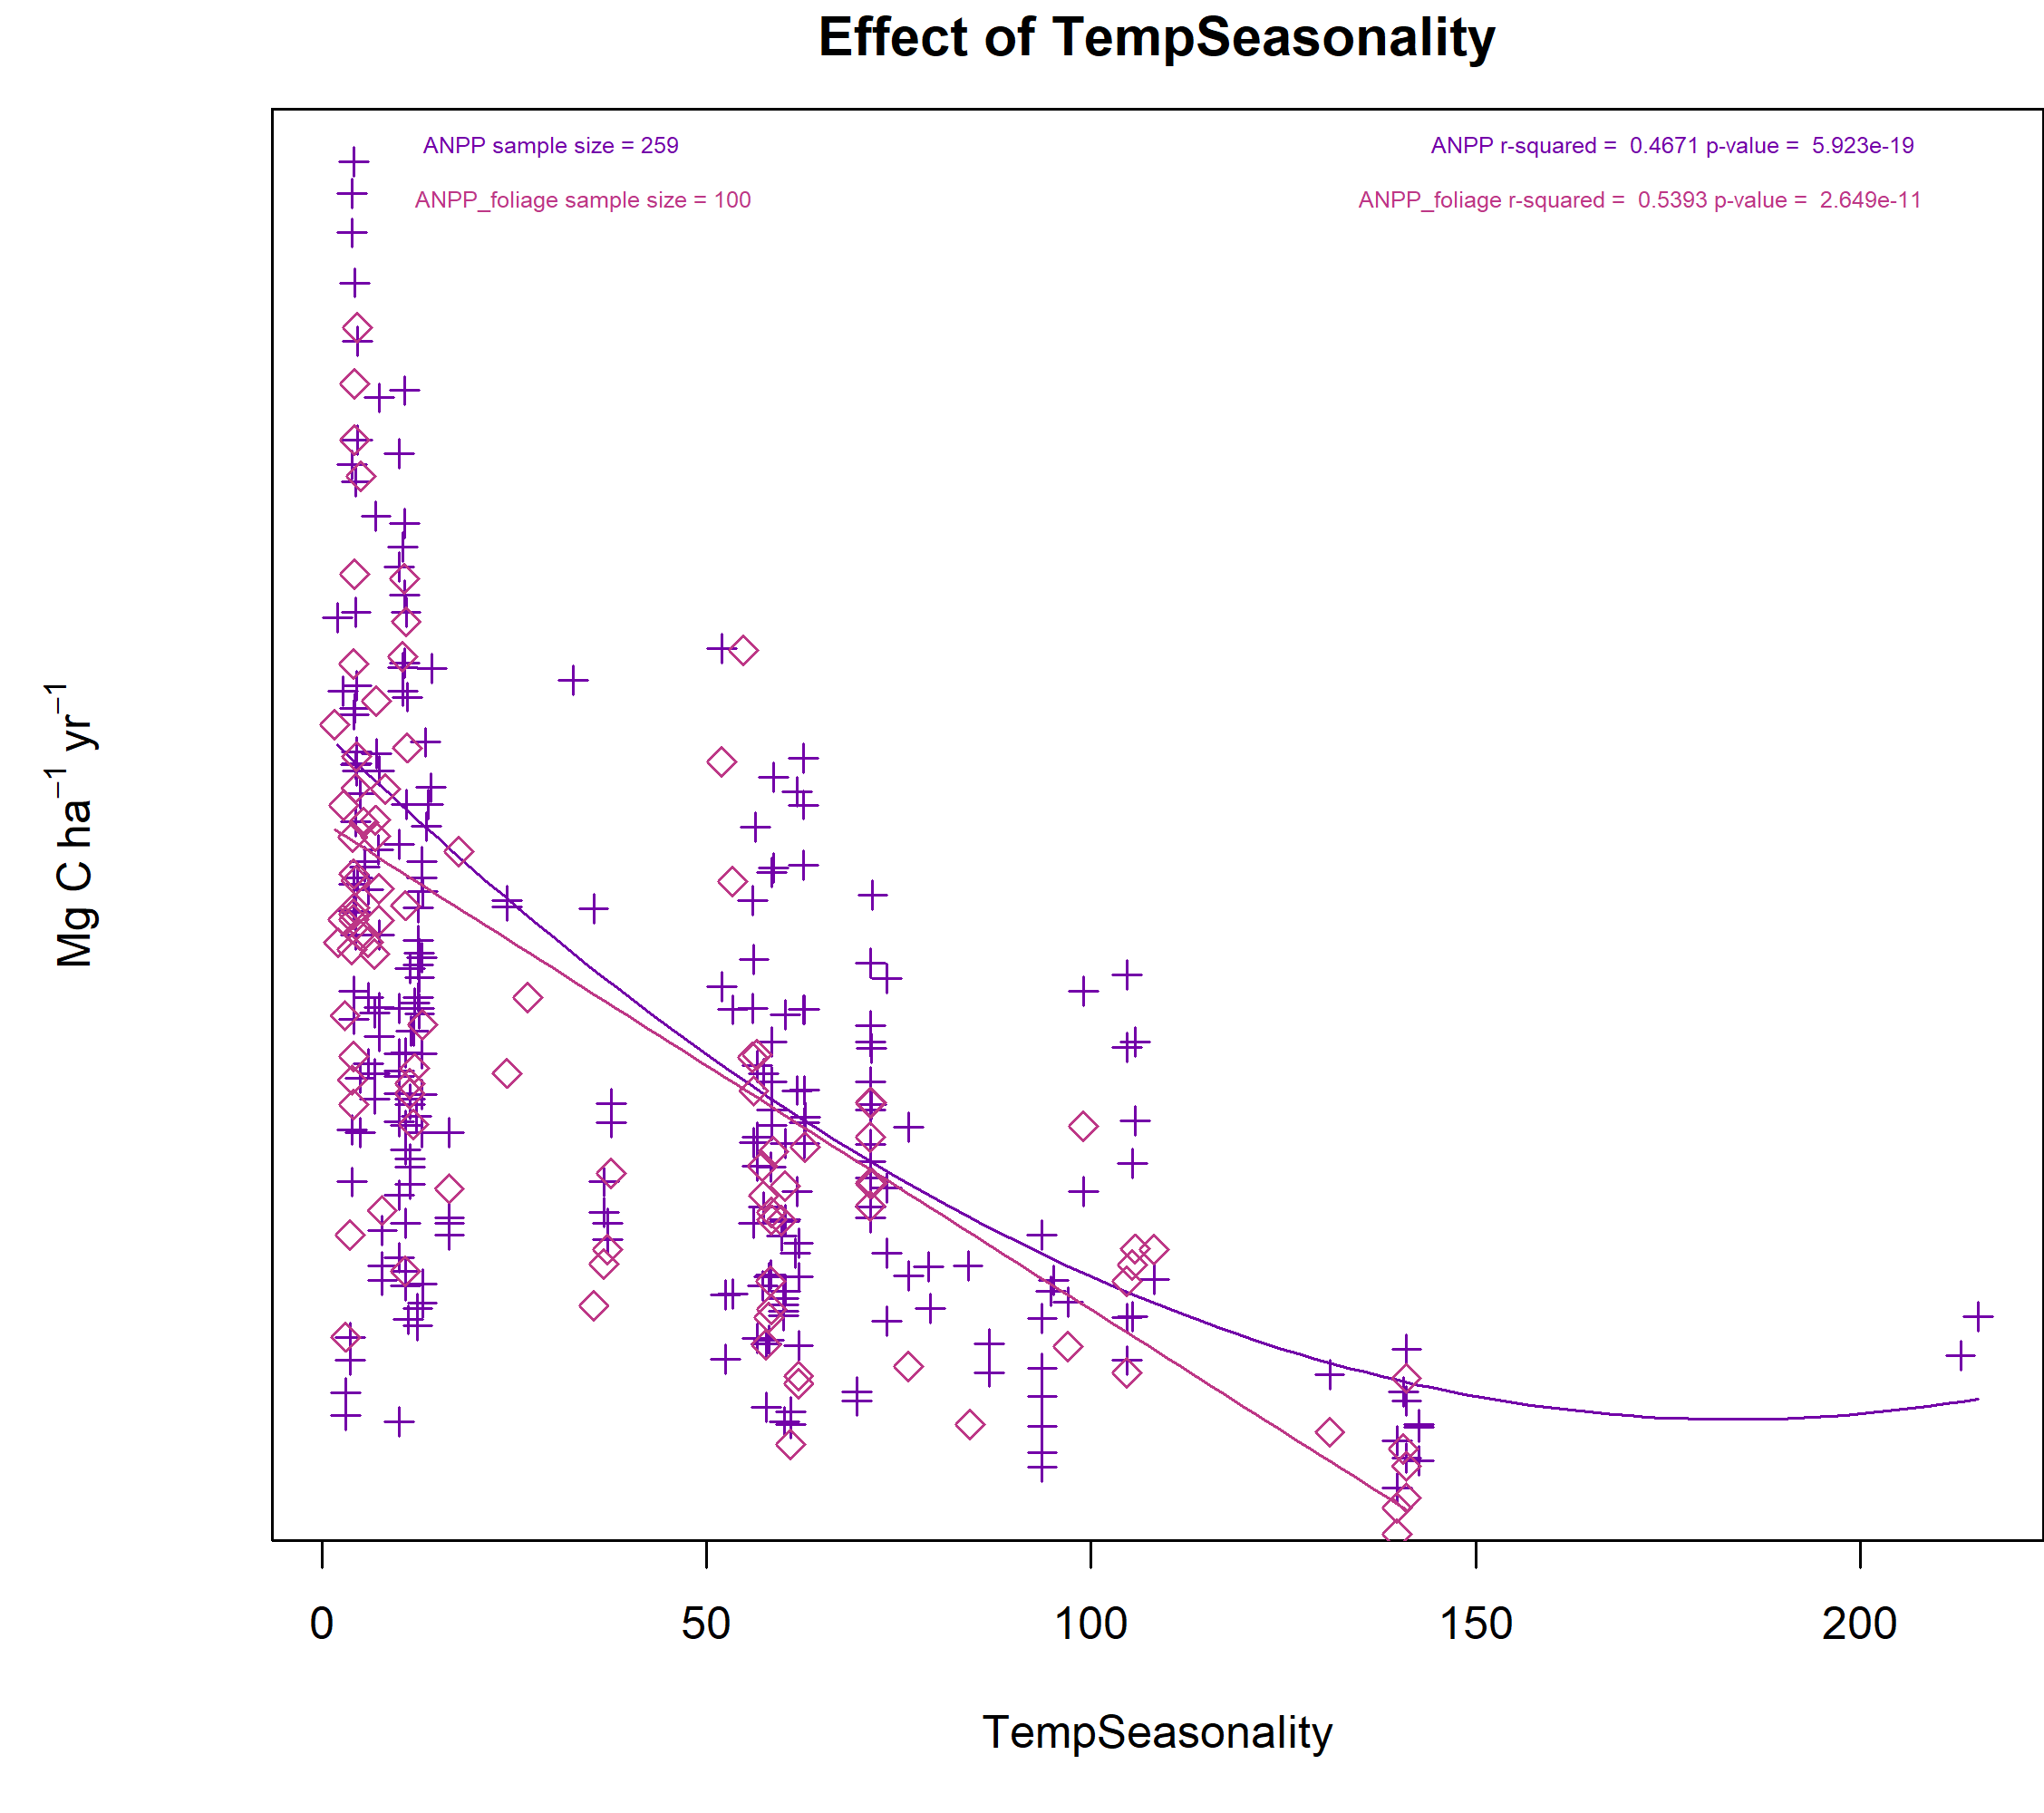 Effect of TempSeasonality
ANPP sample size = 259
ANPP r-squared =  0.4671 p-value =  5.923e-19
ANPP_foliage sample size = 100
ANPP_foliage r-squared =  0.5393 p-value =  2.649e-11
Mg C ha⁻¹ yr⁻¹
0 50 100 150 200
TempSeasonality